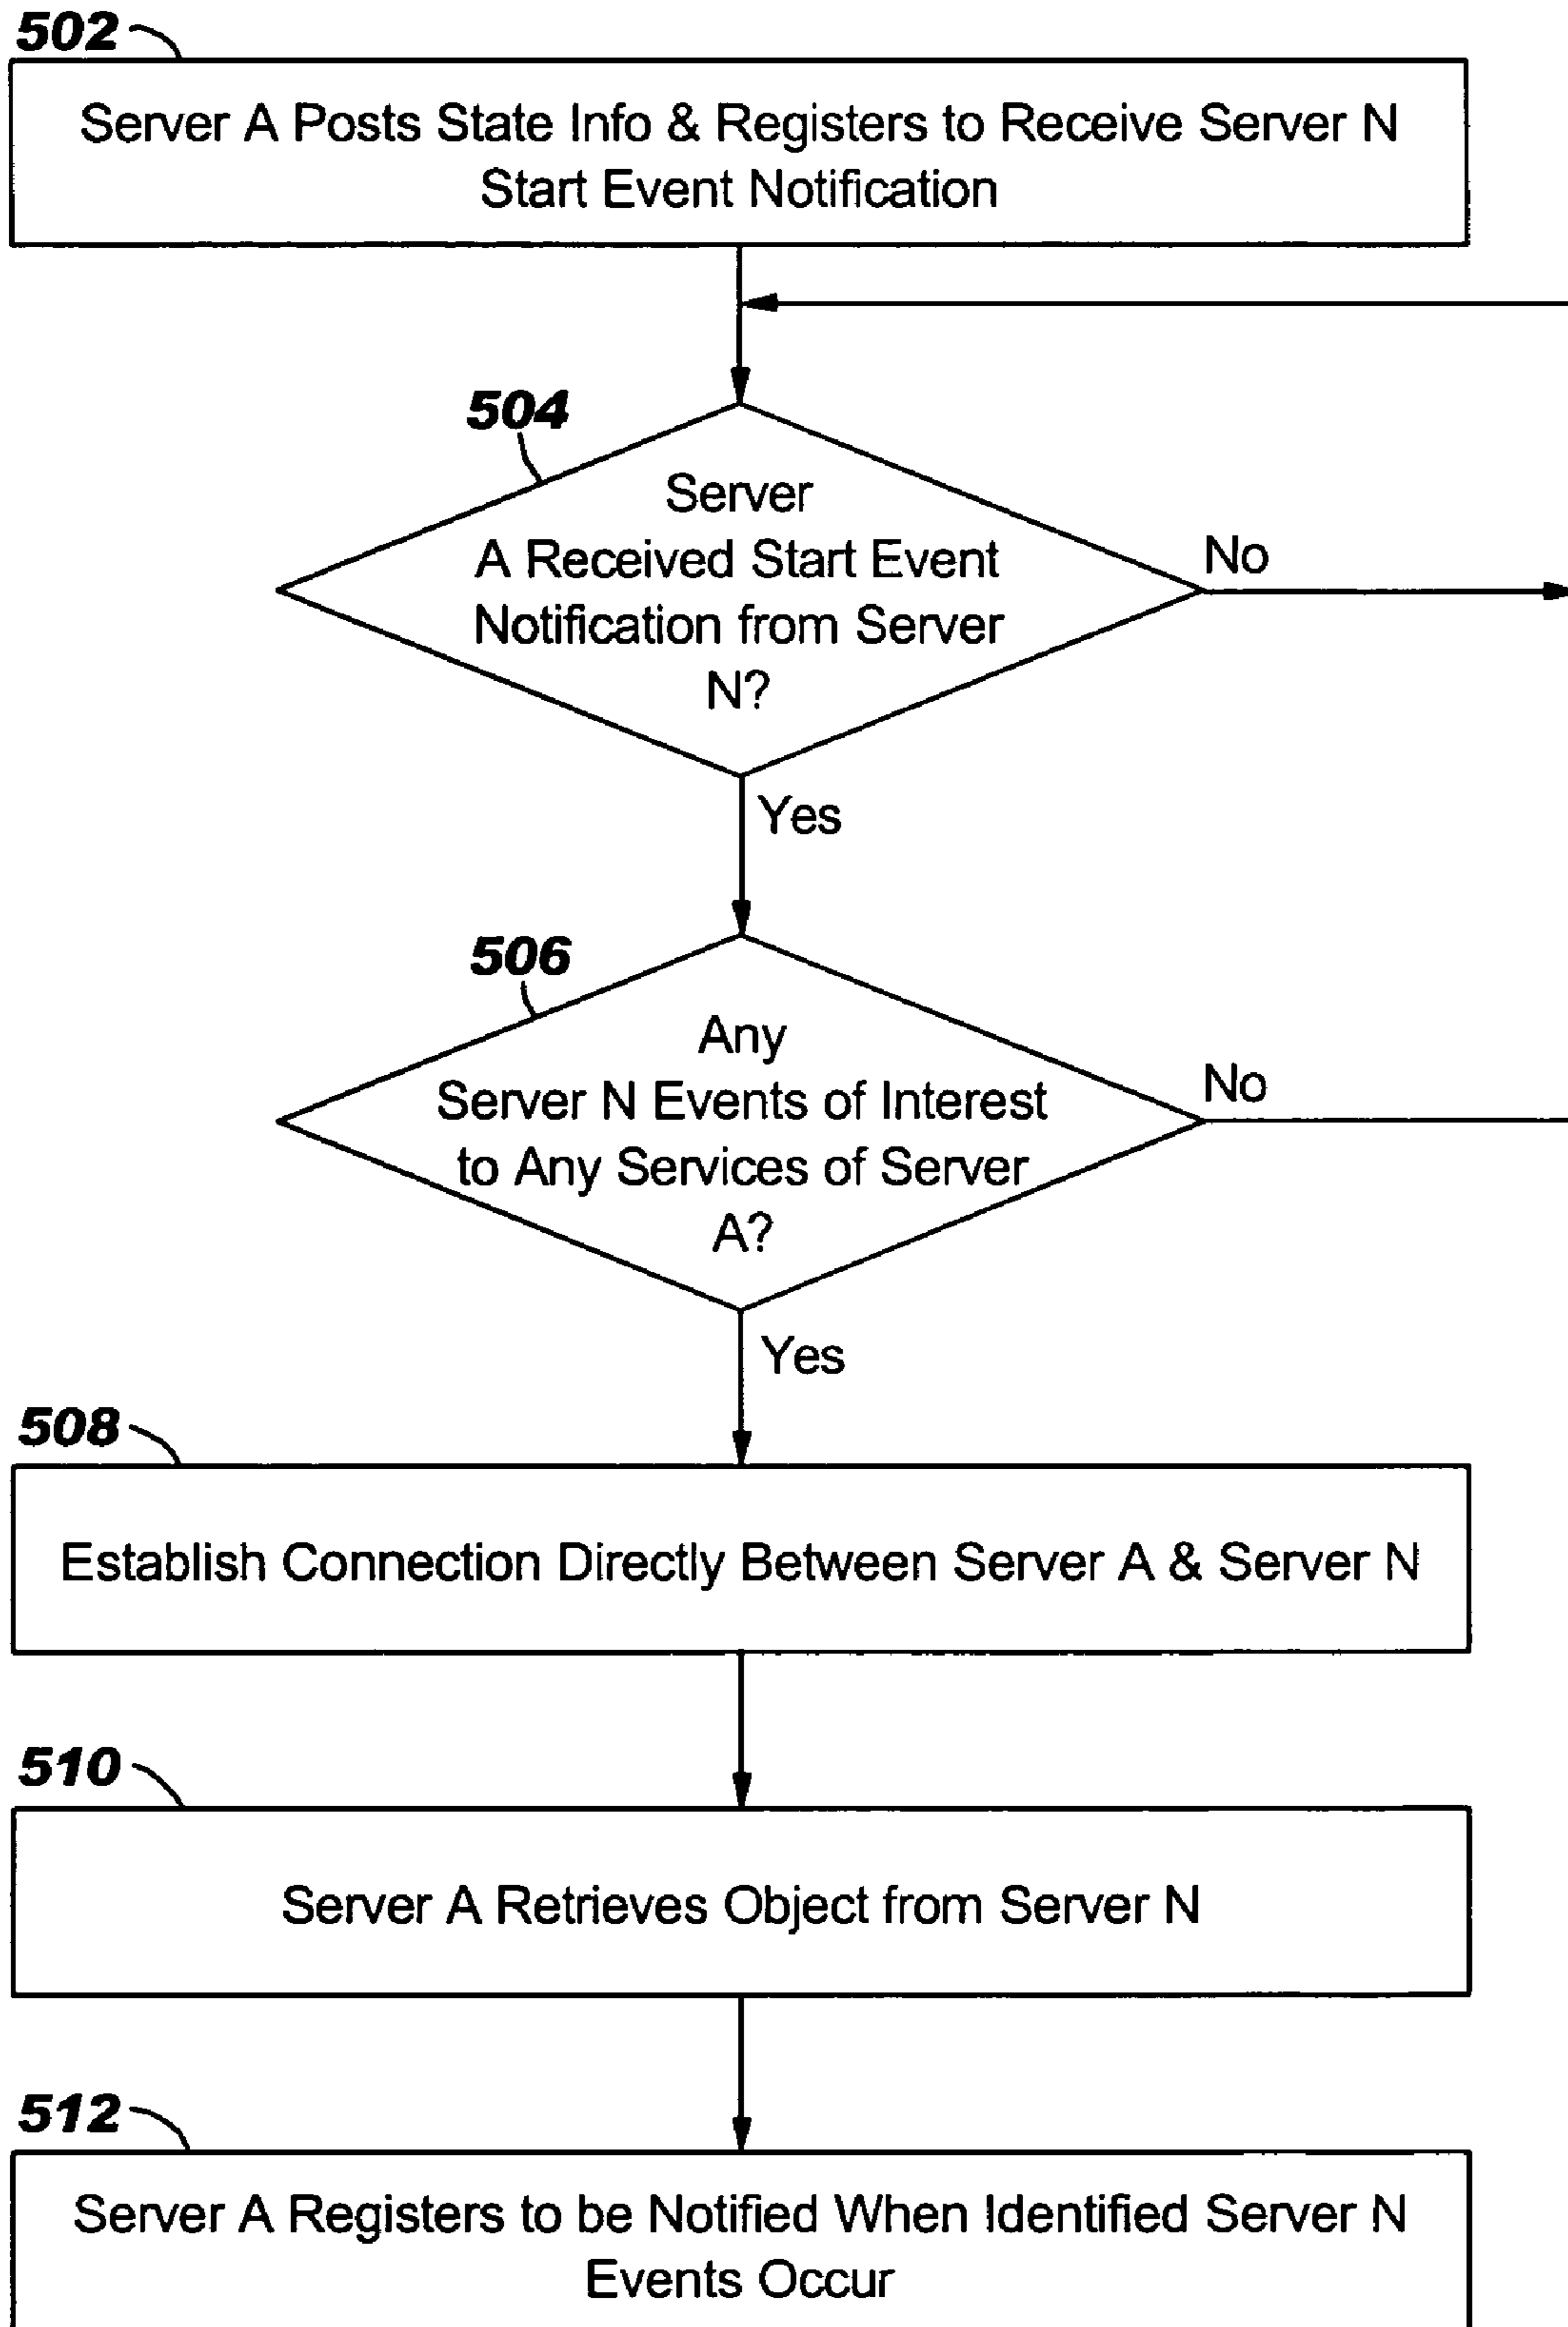 502
Server A Posts State Info & Registers to Receive Server N
Start Event Notification
504
Server
A Received Start Event
Notification from Server
N?
No
Yes
506
Any
Server N Events of Interest
to Any Services of Server
A?
No
Yes
508
Establish Connection Directly Between Server A & Server N
510
Server A Retrieves Object from Server N
512
Server A Registers to be Notified When Identified Server N
Events Occur